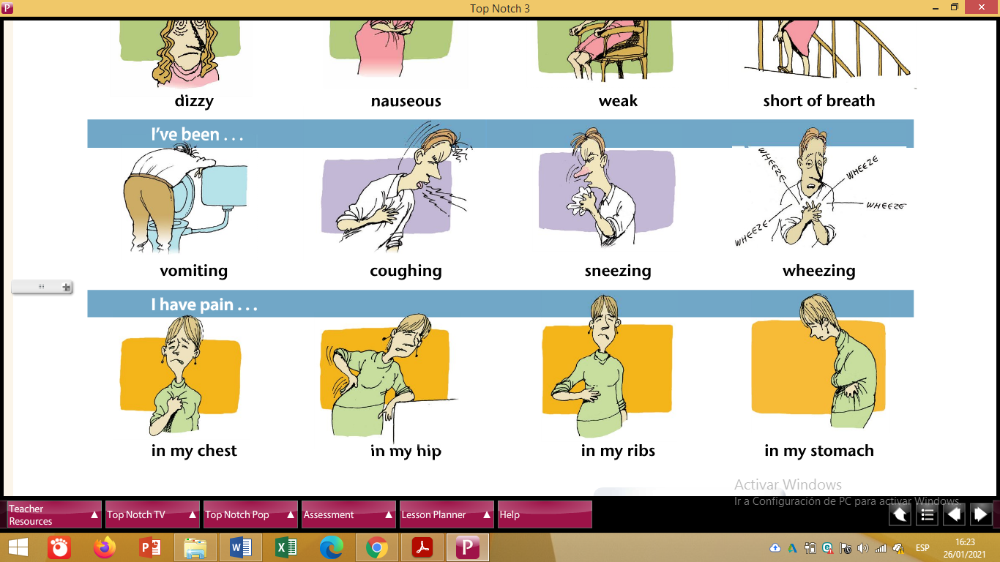 Top Notch 3
dizzy
nauseous
weak
short of breath
I've been . . .
WHEEZE
WHEEZE
WHEEZE
WHEEZE
vomiting
coughing
sneezing
wheezing
I have pain . . .
in my chest
in my hip
in my ribs
in my stomach
Activar Windows
Ir a Configuración de PC para activar Windows.
Teacher
Resources
Top Notch TV
Top Notch Pop
Assessment
Lesson Planner
Help
ESP
16:23
26/01/2021